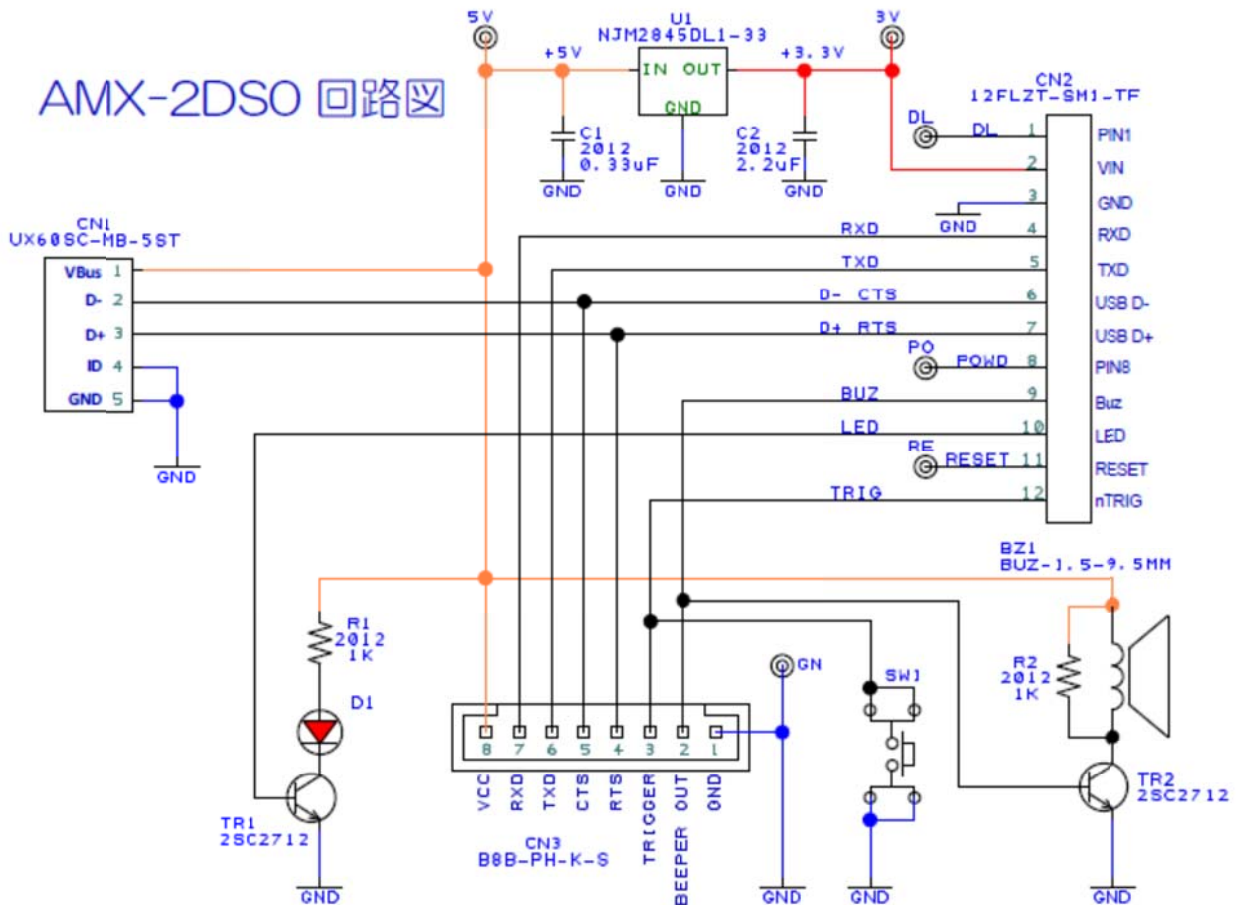 AMX-2DS0 回路図
5V
+5V
U1
NJM2845DL1-33
IN OUT
GND
+3.3V
3V
C1
2012
0.33uF
GND
GND
C2
2012
2.2uF
GND
CN2
12FLZT-SM1-TF
DL
DL 1 PIN1
2 VIN
GND
3 GND
RXD 4 RXD
TXD 5 TXD
D- CTS 6 USB D-
D+ RTS 7 USB D+
PO
POWD 8 PIN8
BUZ 9 Buz
LED 10 LED
RE
RESET 11 RESET
TRIG 12 nTRIG
CN1
UX60SC-MB-5ST
VBus 1
D- 2
D+ 3
ID 4
GND 5
GND
R1
2012
1K
D1
TR1
2SC2712
GND
8 7 6 5 4 3 2 1
VCC
RXD
TXD
CTS
RTS
TRIGGER
BEEPER OUT
GND
CN3
B8B-PH-K-S
GN
GND
SW1
GND
BZ1
BUZ-1.5-9.5MM
R2
2012
1K
TR2
2SC2712
GND